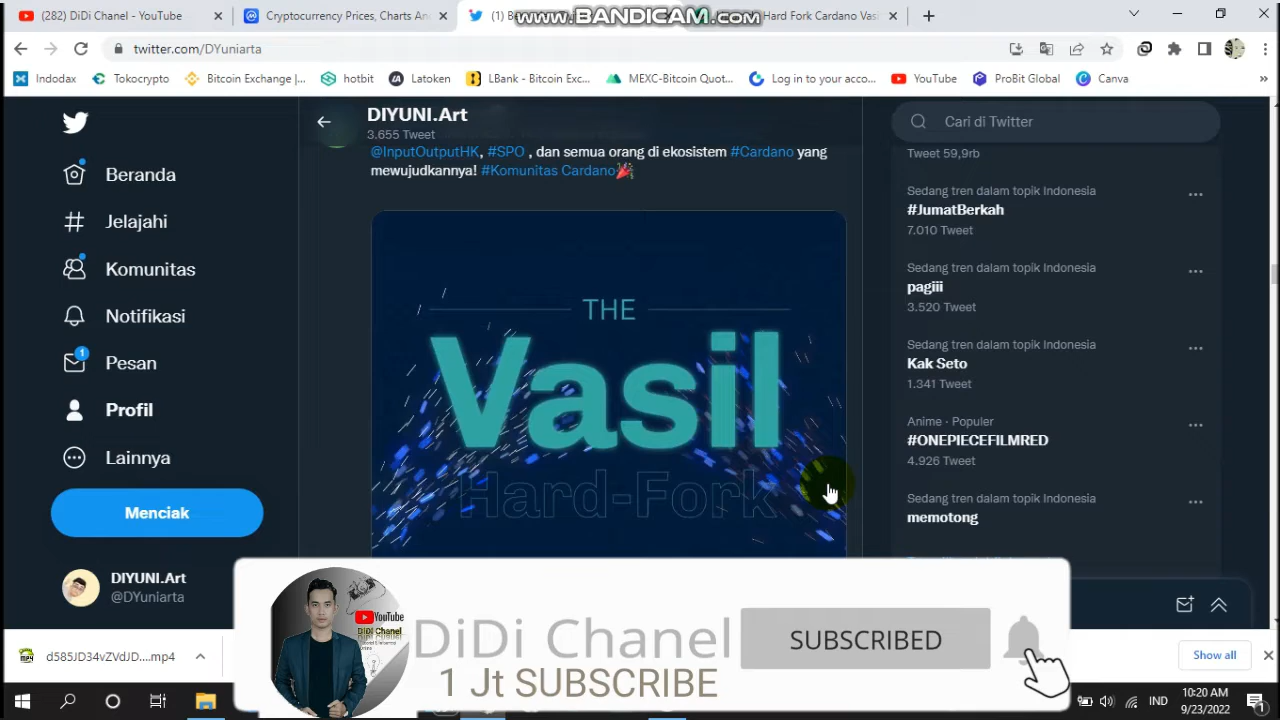 (282) DiDi Channel - YouTube
Cryptocurrency Prices, Charts An
www.BANDICAM.com
Hard Fork Cardano Vas
twitter.com/DYuniarta
Indodax
Tokocrypto
Bitcoin Exchange |...
hotbit
Latoken
LBank - Bitcoin Exc...
MEXC-Bitcoin Quot...
Log in to your acco...
YouTube
ProBit Global
Canva
DIYUNI.Art
3.655 Tweet
@InputOutputHK, #SPO , dan semua orang di ekosistem #Cardano yang
mewujudkannya! #Komunitas Cardano🎉
THE
Vasil
Hard-Fork
Beranda
Jelajahi
Komunitas
Notifikasi
1
Pesan
Profil
Lainnya
Menciak
DIYUNI.Art
@DYuniarta
Cari di Twitter
Tweet 59,9rb
Sedang tren dalam topik Indonesia
#JumatBerkah
7.010 Tweet
Sedang tren dalam topik Indonesia
pagiii
3.520 Tweet
Sedang tren dalam topik Indonesia
Kak Seto
1.341 Tweet
Anime · Populer
#ONEPIECEFILMRED
4.926 Tweet
Sedang tren dalam topik Indonesia
memotong
YouTube
DiDi Chanel
DiDi Chanel
SUBSCRIBED
1 Jt SUBSCRIBE
d585JD34vZVdJD....mp4
Show all
IND
10:20 AM
9/23/2022
1